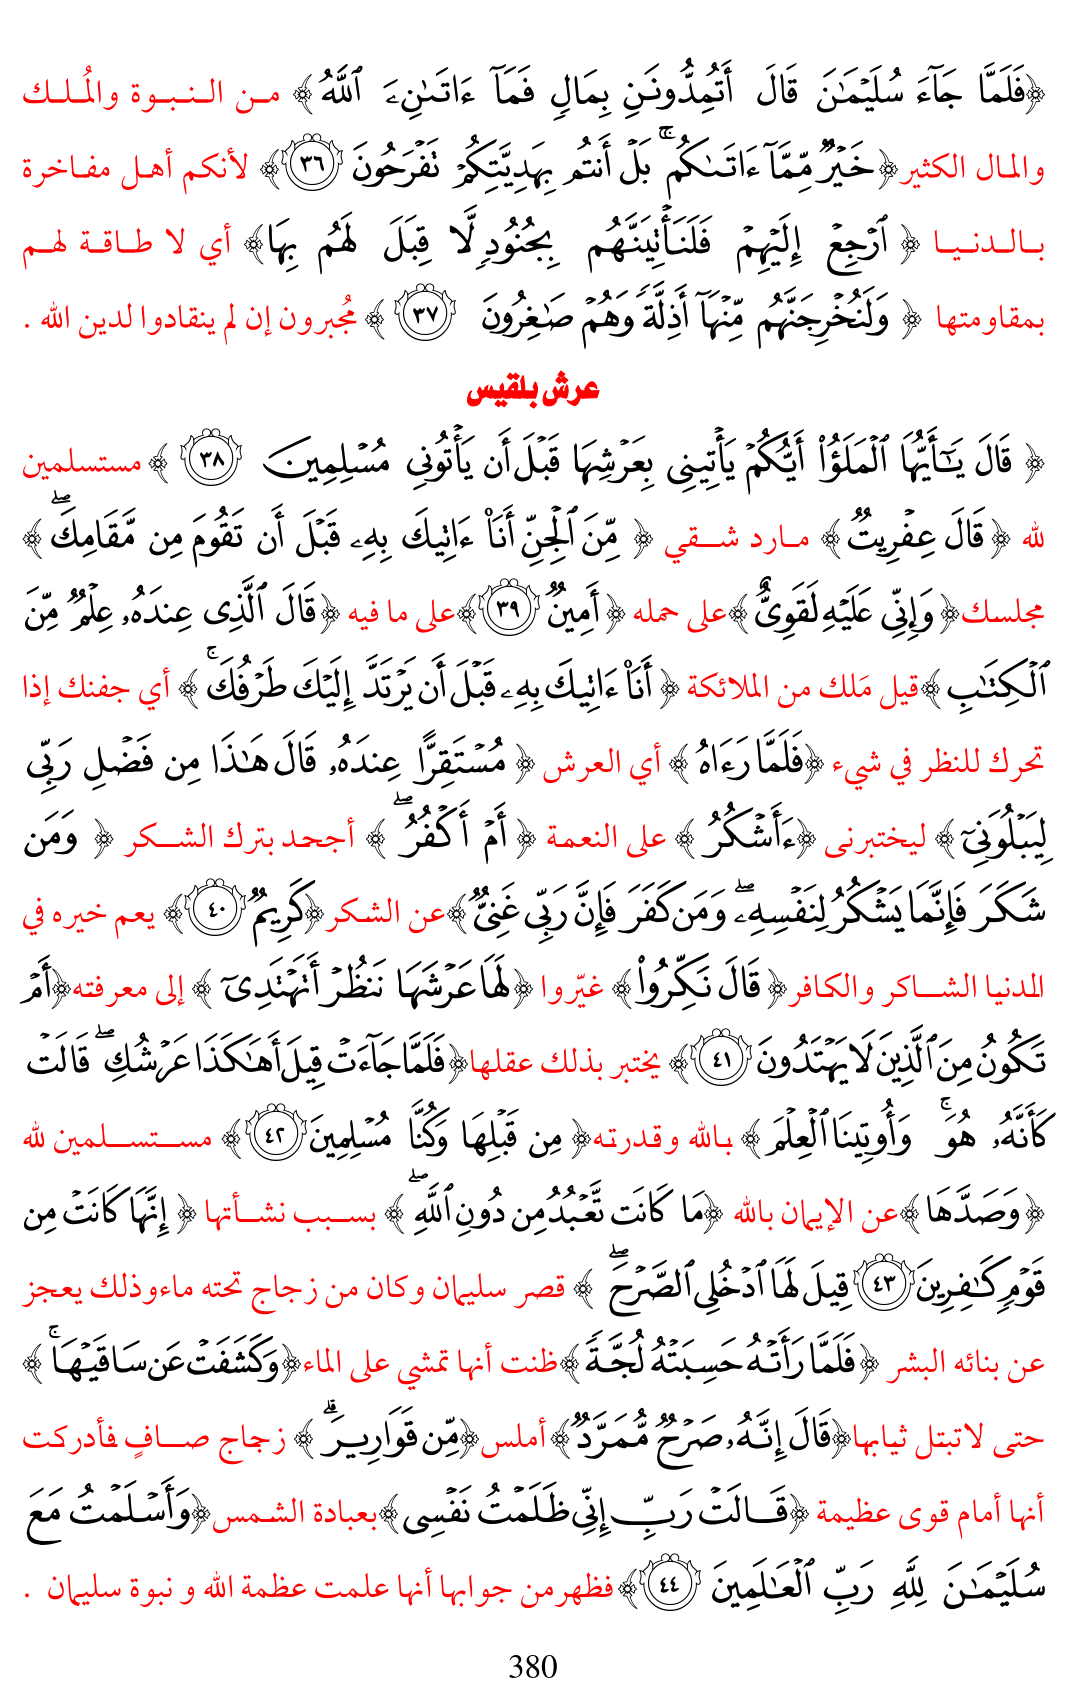 ﴿فَلَمَّا جَآءَ سُلَيْمَٰنَ قَالَ أَتُمِدُّونَنِ بِمَالٍ فَمَآ ءَاتَىٰنِۦَ ٱللَّهُ﴾ من النبوة والمُلك
والمال الكثير﴿خَيْرٌ مِّمَّآ ءَاتَىٰكُم ۚ بَلْ أَنتُم بِهَدِيَّتِكُمْ تَفْرَحُونَ ٣٦﴾ لأنكم أهل مفاخرة
بالدنيا ﴿ ٱرْجِعْ إِلَيْهِمْ فَلَنَأْتِيَنَّهُم بِجُنُودٍ لَّا قِبَلَ لَهُم بِهَا﴾ أي لا طاقة لهم
بمقاومتها ﴿ وَلَنُخْرِجَنَّهُم مِّنْهَآ أَذِلَّةً وَهُمْ صَٰغِرُونَ ٣٧ ﴾ مُجبرون إن لم ينقادوا لدين الله .
عرش بلقيس
﴿ قَالَ يَٰٓأَيُّهَا ٱلْمَلَؤُا۟ أَيُّكُمْ يَأْتِينِى بِعَرْشِهَا قَبْلَ أَن يَأْتُونِى مُسْلِمِينَ ٣٨ ﴾ مستسلمين
لله ﴿قَالَ عِفْرِيتٌ﴾ مارد شقي ﴿ مِّنَ ٱلْجِنِّ أَنَا۠ ءَاتِيكَ بِهِۦ قَبْلَ أَن تَقُومَ مِن مَّقَامِكَ ۖ ﴾
مجلسك﴿وَإِنِّى عَلَيْهِ لَقَوِىٌّ﴾على حمله ﴿أَمِينٌ ٣٩﴾على ما فيه ﴿قَالَ ٱلَّذِى عِندَهُۥ عِلْمٌ مِّنَ
ٱلْكِتَٰبِ﴾قيل مَلك من الملائكة ﴿ أَنَا۠ ءَاتِيكَ بِهِۦ قَبْلَ أَن يَرْتَدَّ إِلَيْكَ طَرْفُكَ ۚ ﴾ أي جفنك إذا
تحرك للنظر في شيء ﴿فَلَمَّا رَءَاهُ﴾ أي العرش ﴿ مُسْتَقِرًّا عِندَهُۥ قَالَ هَٰذَا مِن فَضْلِ رَبِّى
لِيَبْلُوَنِىٓ ﴾ ليختبرنى ﴿ءَأَشْكُرُ ﴾ على النعمة ﴿ أَمْ أَكْفُرُ ۖ ﴾ أجحد بترك الشكر ﴿ وَمَن
شَكَرَ فَإِنَّمَا يَشْكُرُ لِنَفْسِهِۦ ۖ وَمَن كَفَرَ فَإِنَّ رَبِّى غَنِىٌّ﴾عن الشكر﴿كَرِيمٌ ٤٠﴾ يعم خيره في
الدنيا الشاكر والكافر﴿ قَالَ نَكِّرُوا۟﴾ غيّروا ﴿لَهَا عَرْشَهَا نَنظُرْ أَتَهْتَدِىٓ ﴾ إلى معرفته﴿أَمْ
تَكُونُ مِنَ ٱلَّذِينَ لَا يَهْتَدُونَ ٤١﴾ يختبر بذلك عقلها﴿فَلَمَّا جَآءَتْ قِيلَ أَهَٰكَذَا عَرْشُكِ ۖ قَالَتْ
كَأَنَّهُۥ هُوَ ۚ وَأُوتِينَا ٱلْعِلْمَ﴾ بالله وقدرته﴿ مِن قَبْلِهَا وَكُنَّا مُسْلِمِينَ ٤٢﴾ مستسلمين لله
﴿وَصَدَّهَا﴾عن الإيمان بالله ﴿مَا كَانَت تَّعْبُدُ مِن دُونِ ٱللَّهِ ۖ ﴾ بسبب نشأتها ﴿ إِنَّهَا كَانَتْ مِن
قَوْمٍ كَٰفِرِينَ ٤٣ قِيلَ لَهَا ٱدْخُلِى ٱلصَّرْحَ ۖ ﴾ قصر سليمان وكان من زجاج تحته ماءوذلك يعجز
عن بنائه البشر ﴿فَلَمَّا رَأَتْهُ حَسِبَتْهُ لُجَّةً﴾ظنت أنها تمشي على الماء﴿وَكَشَفَتْ عَن سَاقَيْهَا ۚ ﴾
حتى لاتبتل ثيابها﴿قَالَ إِنَّهُۥ صَرْحٌ مُّمَرَّدٌ﴾أملس﴿مِّن قَوَارِيرَ ۗ ﴾ زجاج صافٍ فأدركت
أنها أمام قوى عظيمة ﴿قَالَتْ رَبِّ إِنِّى ظَلَمْتُ نَفْسِى﴾بعبادة الشمس﴿وَأَسْلَمْتُ مَعَ
سُلَيْمَٰنَ لِلَّهِ رَبِّ ٱلْعَٰلَمِينَ ٤٤﴾فظهرمن جوابها أنها علمت عظمة الله و نبوة سليمان .
380